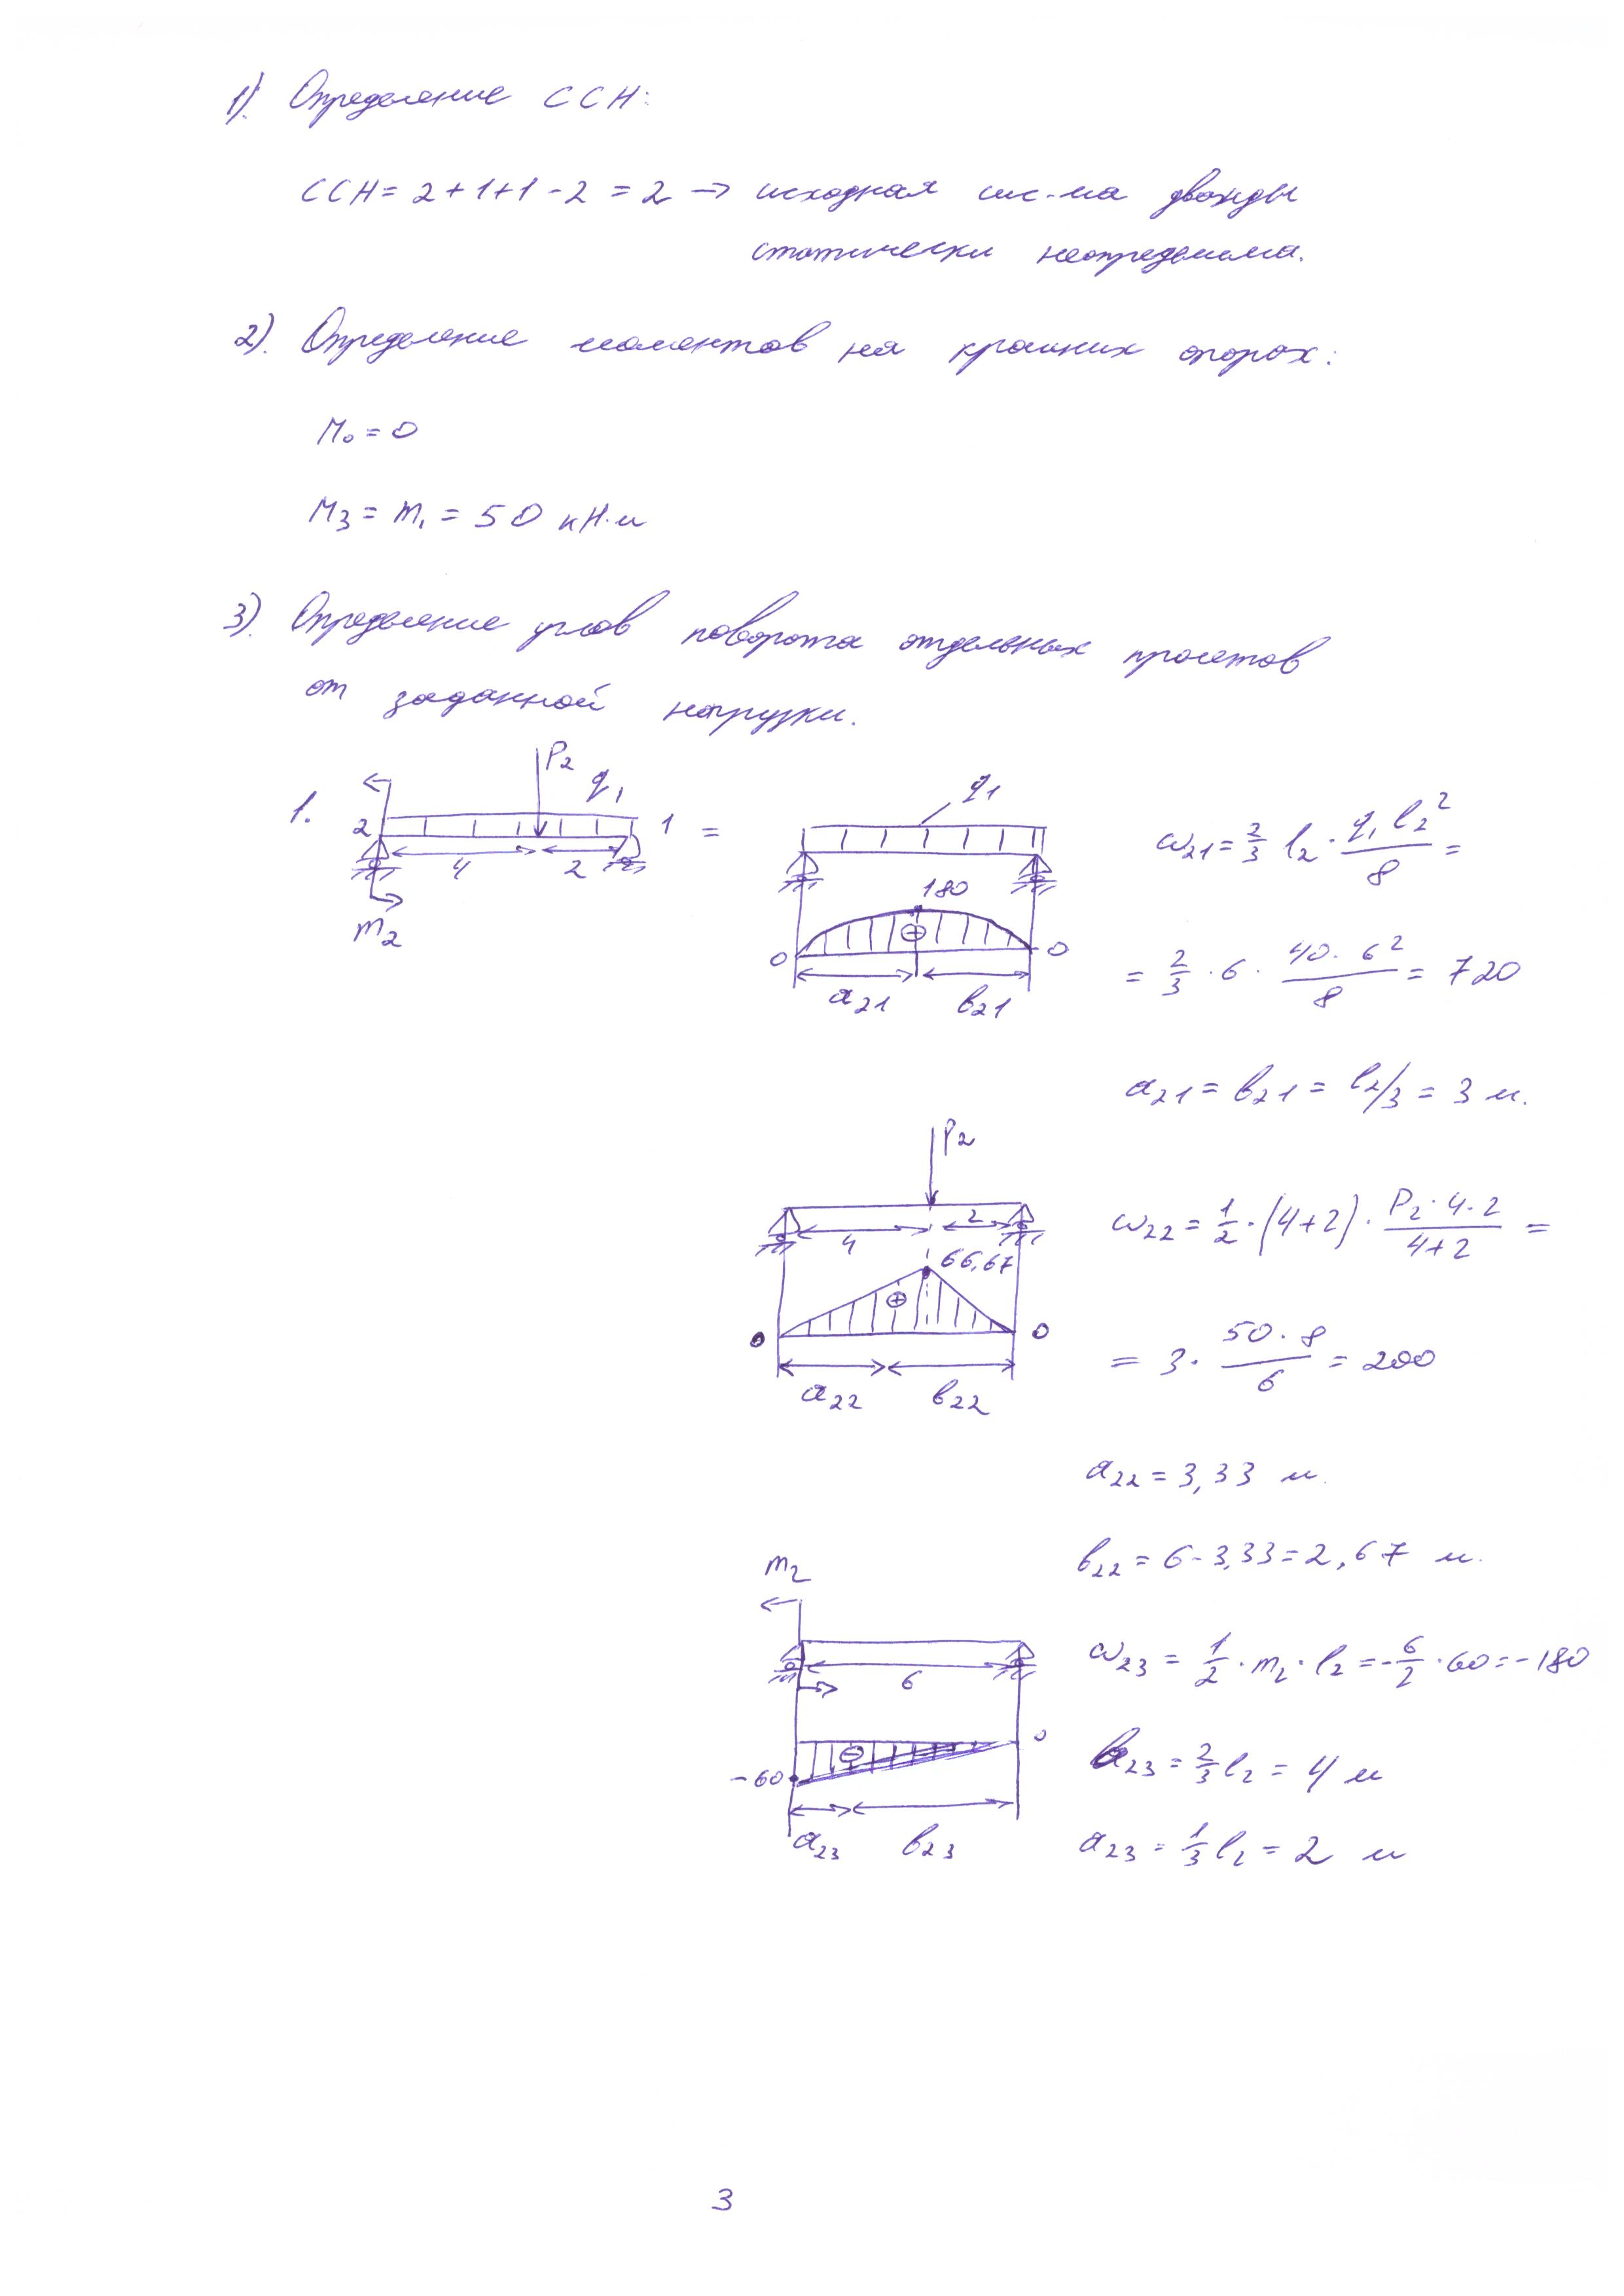 1). Определение ССН:
ССН = 2+1+1-2 = 2 → исходная сис-ма дважды
статически неопределима.
2). Определение моментов на крайних опорах:
M₀ = 0
M₃ = m₁ = 50 кН·м
3). Определение углов поворота отдельных пролетов
от заданной нагрузки.
1.
P₂
q₁
2
1
=
4
2
m₂
q₁
180
0
⊕
0
a₂₁
b₂₁
ω₂₁ = 2/3 l₂ · q₁ l₂²/8 =
= 2/3 · 6 · 40 · 6²/8 = 720
a₂₁ = b₂₁ = l₂/3 = 3 м.
P₂
4
2
66,67
⊕
0
0
a₂₂
b₂₂
ω₂₂ = 1/2 · (4+2) · P₂ · 4 · 2/4+2 =
= 3 · 50 · 8/6 = 200
a₂₂ = 3,33 м.
b₂₂ = 6 - 3,33 = 2,67 м.
m₂
6
⊖
0
-60
a₂₃
b₂₃
ω₂₃ = 1/2 · m₂ · l₂ = -6/2 · 60 = -180
b₂₃ = 2/3 l₂ = 4 м
a₂₃ = 1/3 l₂ = 2 м
3